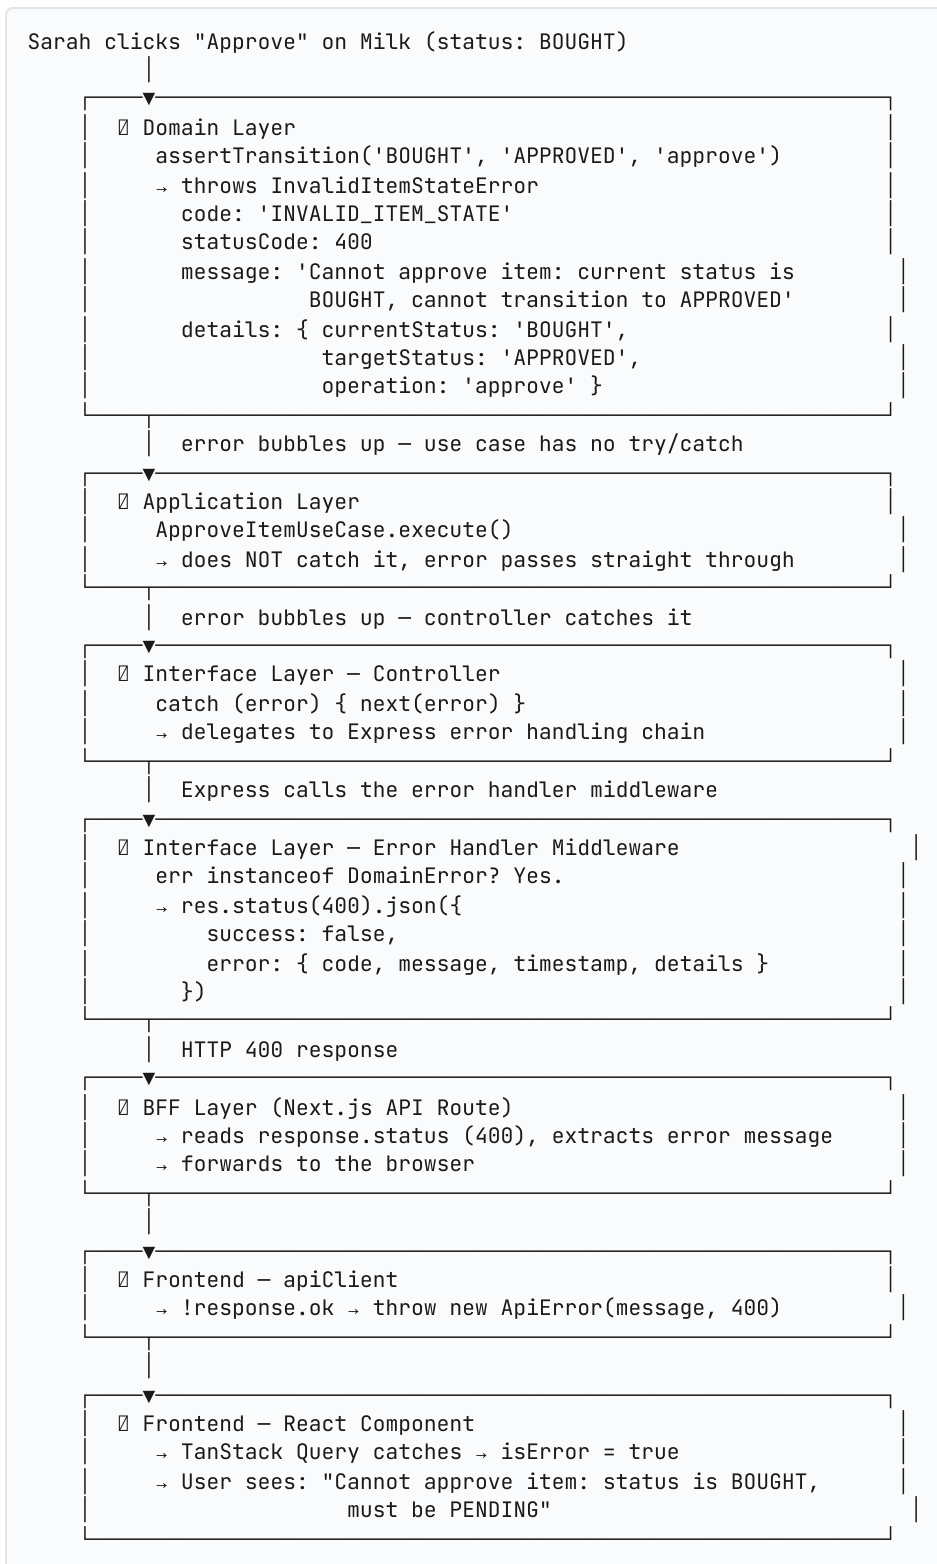 Sarah clicks "Approve" on Milk (status: BOUGHT)
Domain Layer
assertTransition('BOUGHT', 'APPROVED', 'approve')
→ throws InvalidItemStateError
code: 'INVALID_ITEM_STATE'
statusCode: 400
message: 'Cannot approve item: current status is
BOUGHT, cannot transition to APPROVED'
details: { currentStatus: 'BOUGHT',
targetStatus: 'APPROVED',
operation: 'approve' }
error bubbles up — use case has no try/catch
Application Layer
ApproveItemUseCase.execute()
→ does NOT catch it, error passes straight through
error bubbles up — controller catches it
Interface Layer — Controller
catch (error) { next(error) }
→ delegates to Express error handling chain
Express calls the error handler middleware
Interface Layer — Error Handler Middleware
err instanceof DomainError? Yes.
→ res.status(400).json({
success: false,
error: { code, message, timestamp, details }
})
HTTP 400 response
BFF Layer (Next.js API Route)
→ reads response.status (400), extracts error message
→ forwards to the browser
Frontend — apiClient
→ !response.ok → throw new ApiError(message, 400)
Frontend — React Component
→ TanStack Query catches → isError = true
→ User sees: "Cannot approve item: status is BOUGHT,
must be PENDING"